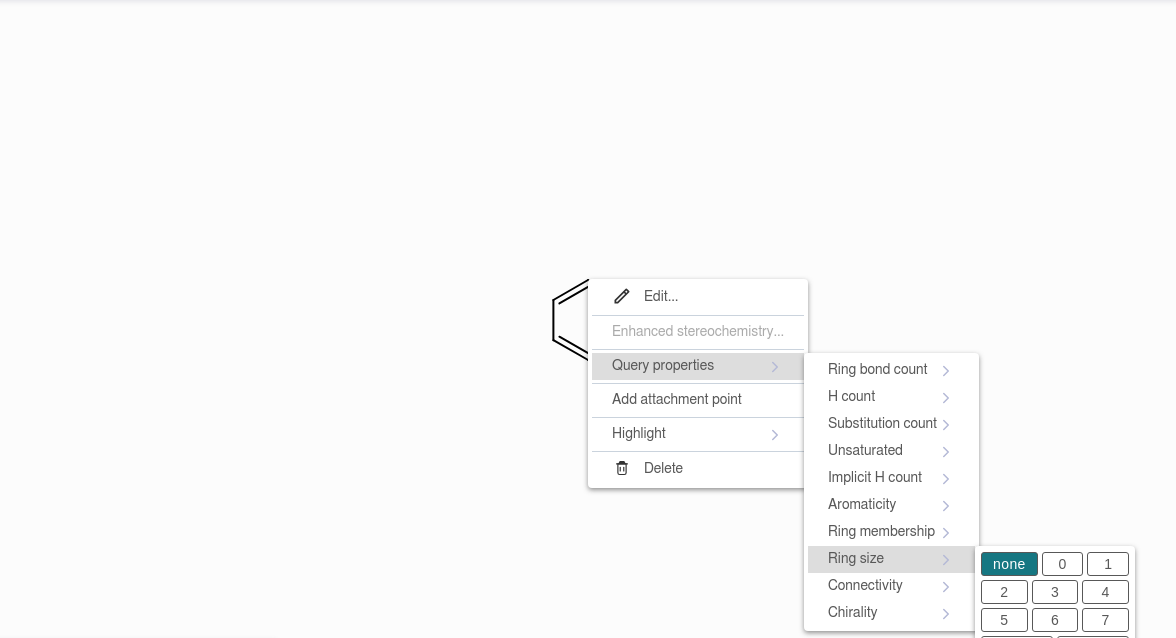 Edit...
Enhanced stereochemistry...
Query properties
Add attachment point
Highlight
Delete
Ring bond count
H count
Substitution count
Unsaturated
Implicit H count
Aromaticity
Ring membership
Ring size
Connectivity
Chirality
none 0 1
2 3 4
5 6 7